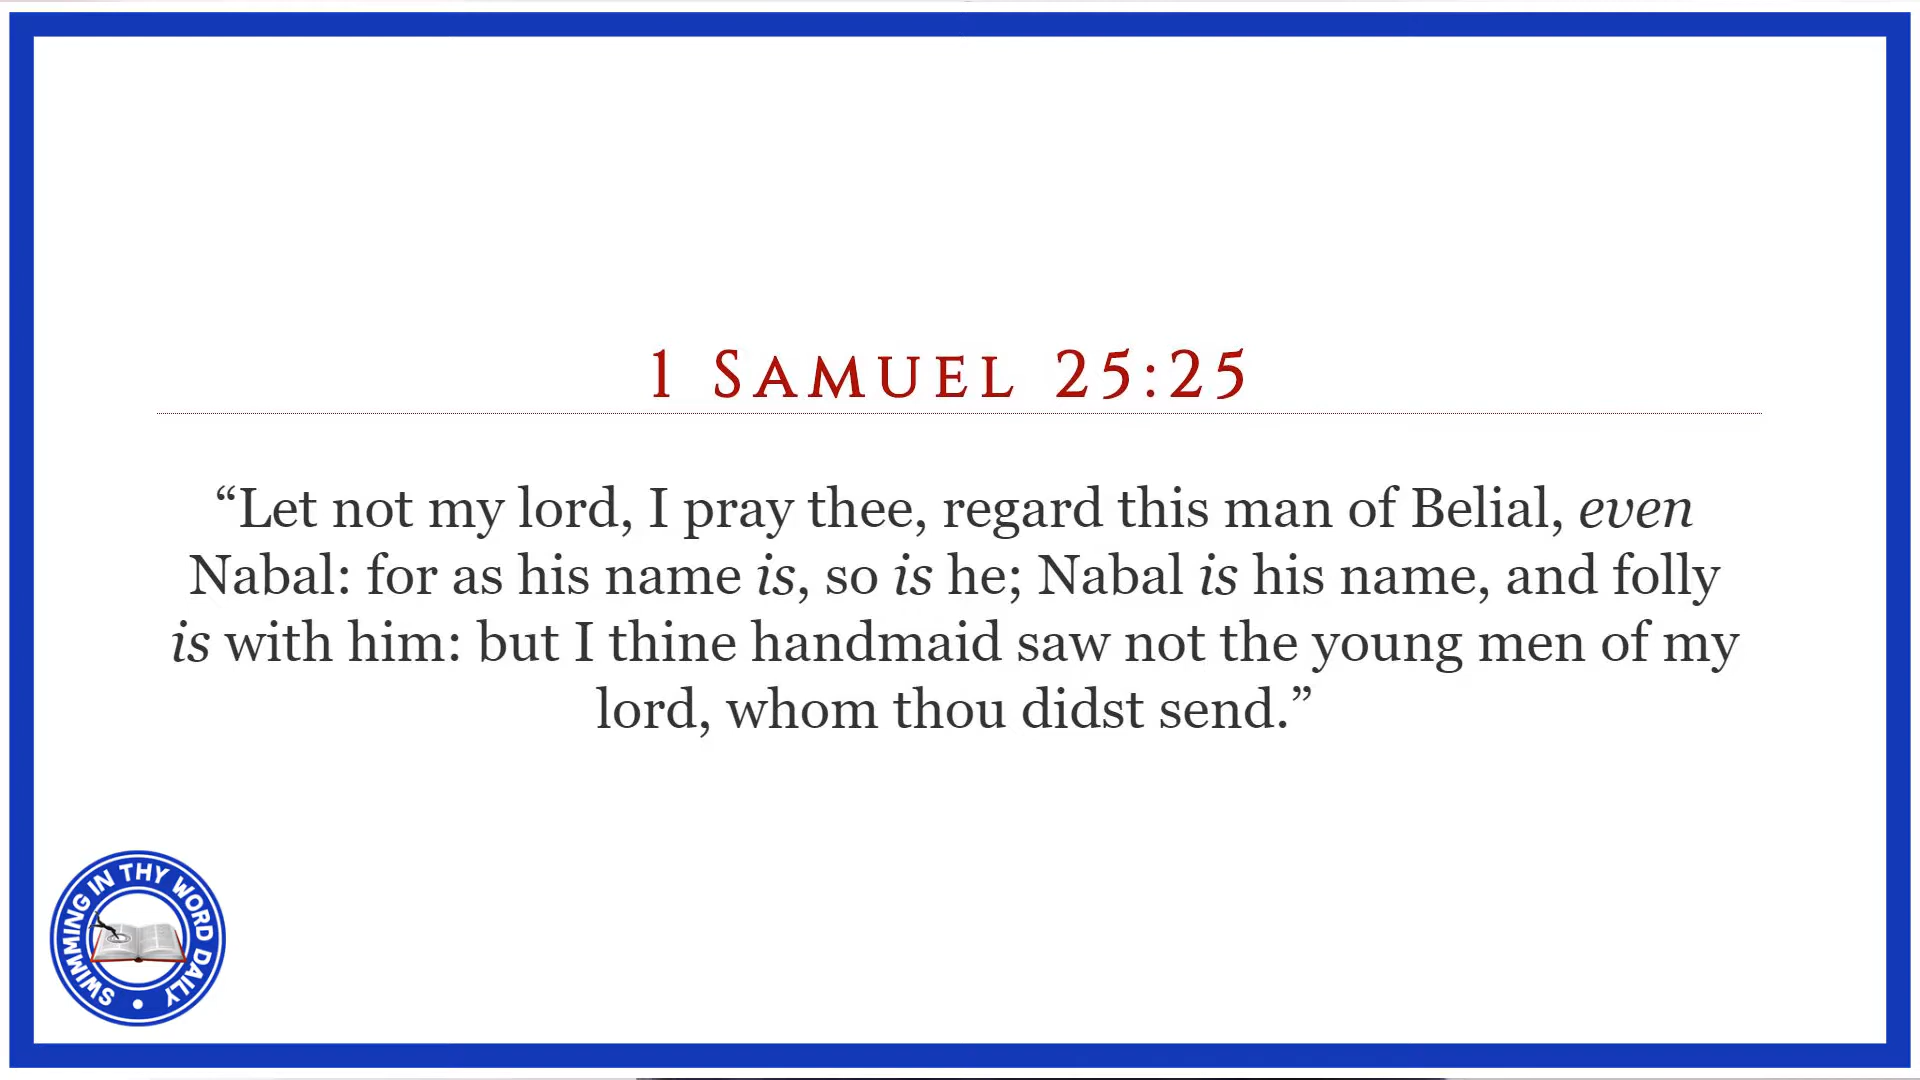 1 Samuel 25:25
“Let not my lord, I pray thee, regard this man of Belial, even
Nabal: for as his name is, so is he; Nabal is his name, and folly
is with him: but I thine handmaid saw not the young men of my
lord, whom thou didst send.”
SWIMMING IN THY WORD DAILY